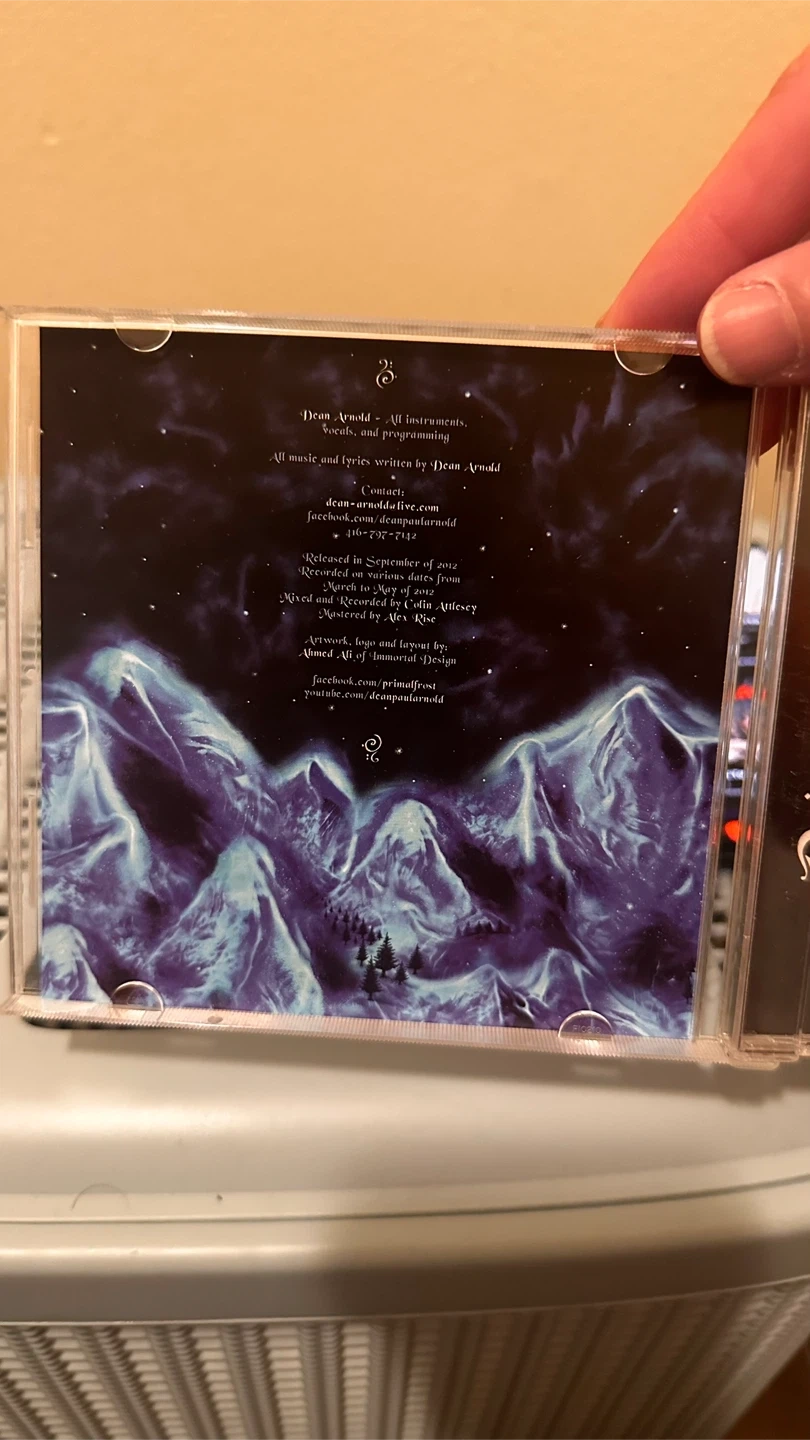 Dean Arnold - All instruments,
vocals, and programming
All music and lyrics written by Dean Arnold
Contact:
dean-arnold@live.com
facebook.com/deanpaularnold
416-797-7142
Released in September of 2012
Recorded on various dates from
March to May of 2012
Mixed and Recorded by Colin Attlesey
Mastered by Alex Rise
Artwork, logo and layout by:
Ahmed Ali of Immortal Design
facebook.com/primalfrost
youtube.com/deanpaularnold